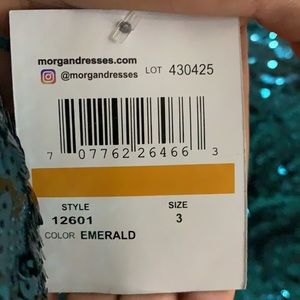 morgandresses.com
@morgandresses LOT 430425
7 07762 26466 3
STYLE SIZE
12601 3
COLOR EMERALD